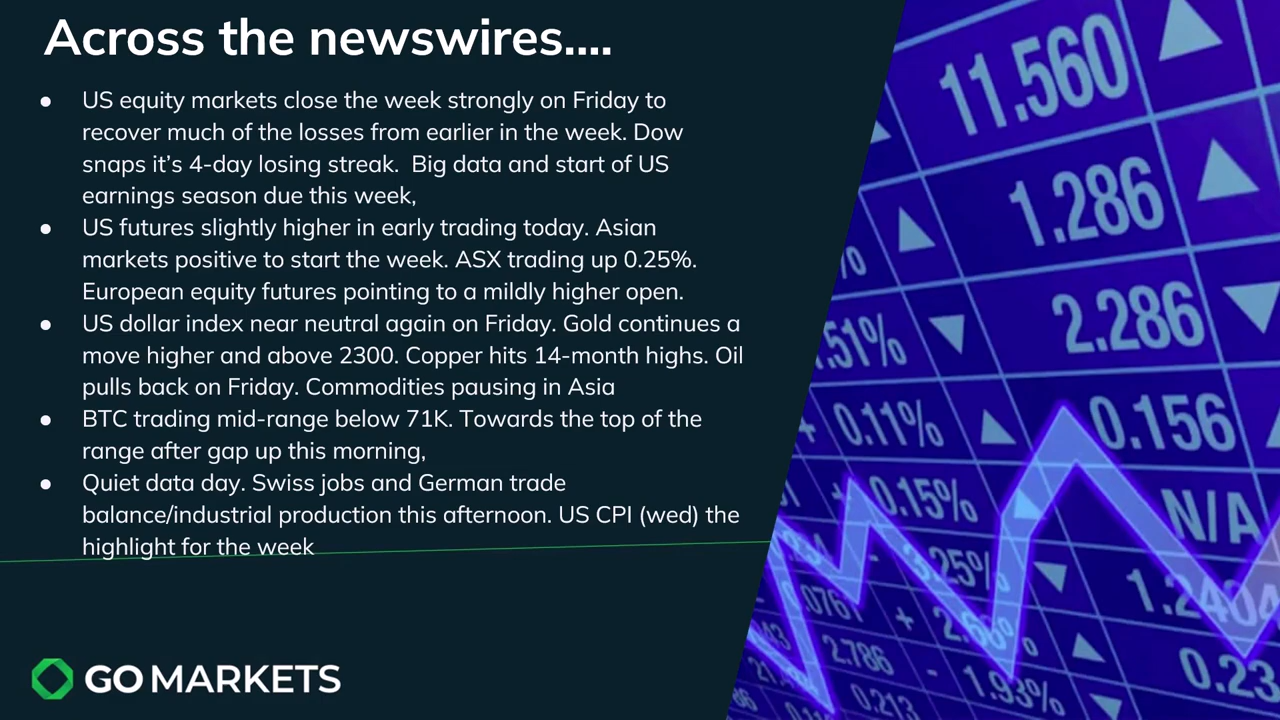 Across the newswires....
● US equity markets close the week strongly on Friday to
recover much of the losses from earlier in the week. Dow
snaps it's 4-day losing streak.  Big data and start of US
earnings season due this week,
● US futures slightly higher in early trading today. Asian
markets positive to start the week. ASX trading up 0.25%.
European equity futures pointing to a mildly higher open.
● US dollar index near neutral again on Friday. Gold continues a
move higher and above 2300. Copper hits 14-month highs. Oil
pulls back on Friday. Commodities pausing in Asia
● BTC trading mid-range below 71K. Towards the top of the
range after gap up this morning,
● Quiet data day. Swiss jobs and German trade
balance/industrial production this afternoon. US CPI (wed) the
highlight for the week
GO MARKETS
11.560 ▲
▲ 1.286 ▲
▼ 2.286 ▼
0.11% ▲ 0.156
0.15% N/A
2.786 - 1.93% ▼
0.213